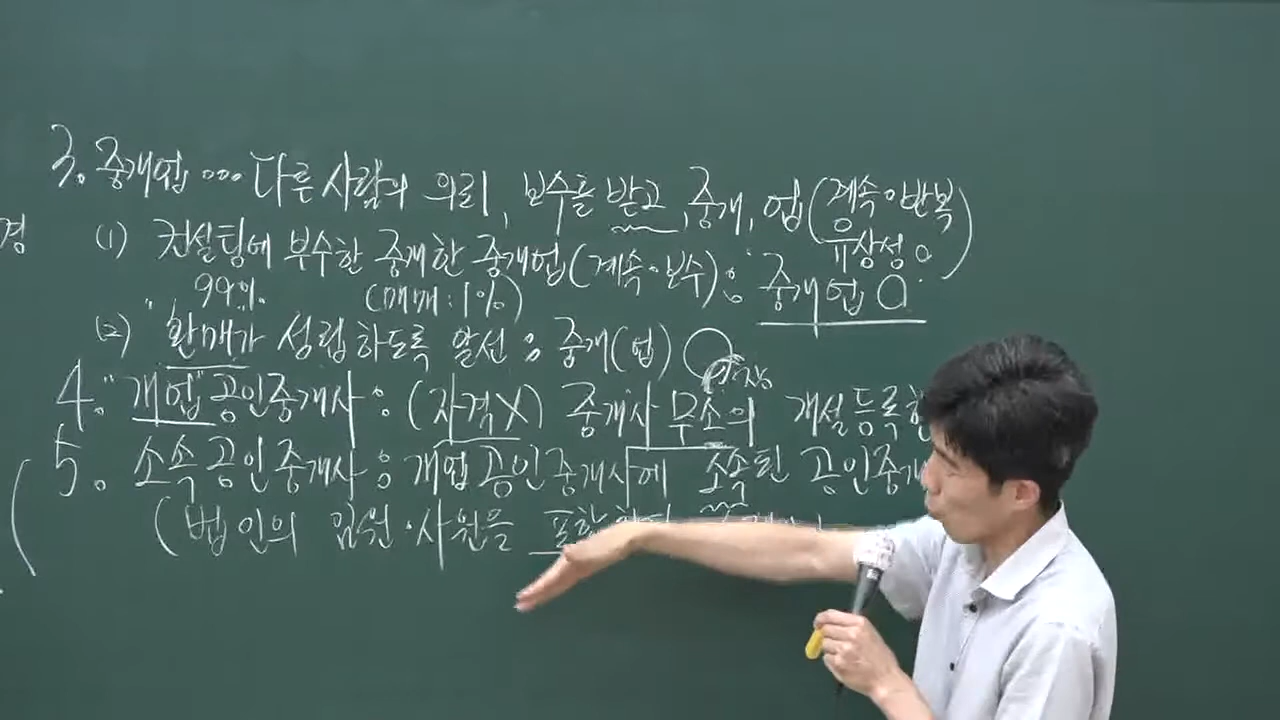 3. 중개업 ... 다른 사람의 의뢰, 보수를 받고, 중개, 업(계속·반복)
유상성 ○
경
(1) 컨설팅에 부수한 중개한 중개업(계속·보수) : 중개업 ○.
99%. (매매:1%)
(2) 환매가 성립하도록 알선 : 중개(업) ○
4. "개업" 공인중개사 : (자격X) 중개사무소의 개설등록한
5. 소속공인중개사 : 개업공인중개사에 소속된 공인중개
(법인의 임원·사원을 포함